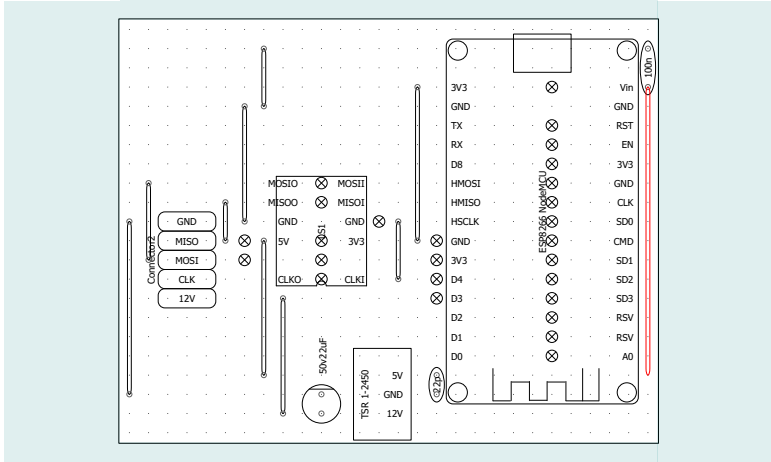 100n
3V3
Vin
GND
GND
TX
RST
RX
EN
D8
3V3
HMOSI
GND
HMISO
CLK
HSCLK
SD0
GND
CMD
3V3
SD1
D4
SD2
D3
SD3
D2
RSV
D1
RSV
D0
A0
ESP8266 NodeMCU
MOSIO
MOSII
MISOO
MISOI
GND
GND
5V
3V3
CLKO
CLKI
Connector2
GND
MISO
MOSI
CLK
12V
50v22uF
TSR 1-2450
5V
GND
12V
22p